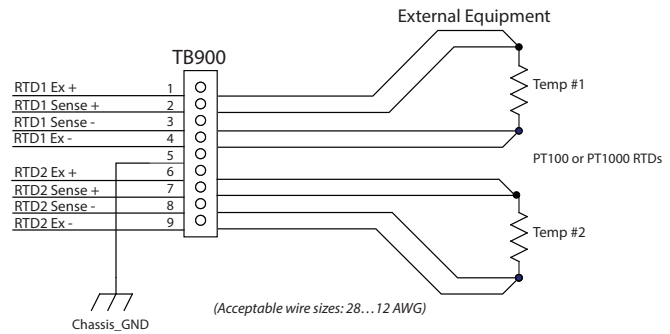 External Equipment
TB900
RTD1 Ex + 1
RTD1 Sense + 2
RTD1 Sense - 3
RTD1 Ex - 4
5
RTD2 Ex + 6
RTD2 Sense + 7
RTD2 Sense - 8
RTD2 Ex - 9
Temp #1
PT100 or PT1000 RTDs
Temp #2
(Acceptable wire sizes: 28…12 AWG)
Chassis_GND